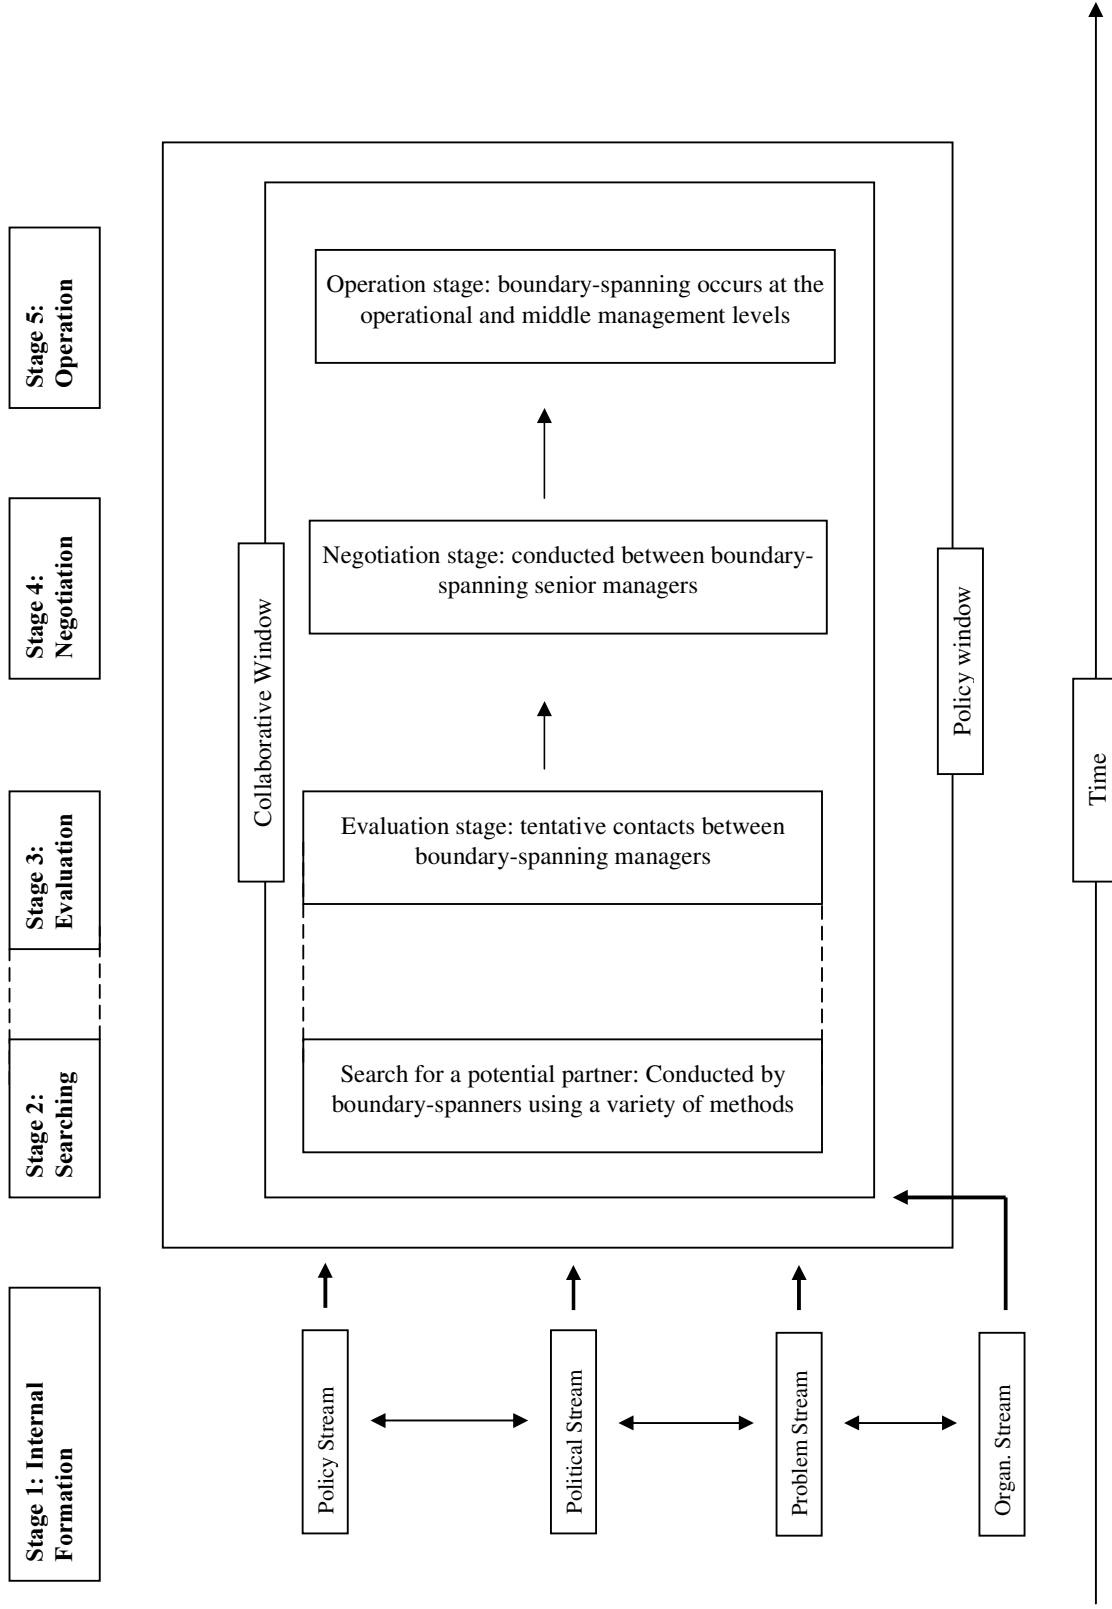 Stage 1: Internal
Formation
Stage 2:
Searching
Stage 3:
Evaluation
Stage 4:
Negotiation
Stage 5:
Operation
Policy Stream
Political Stream
Problem Stream
Organ. Stream
Collaborative Window
Search for a potential partner: Conducted by
boundary-spanners using a variety of methods
Evaluation stage: tentative contacts between
boundary-spanning managers
Negotiation stage: conducted between boundary-
spanning senior managers
Operation stage: boundary-spanning occurs at the
operational and middle management levels
Policy window
Time